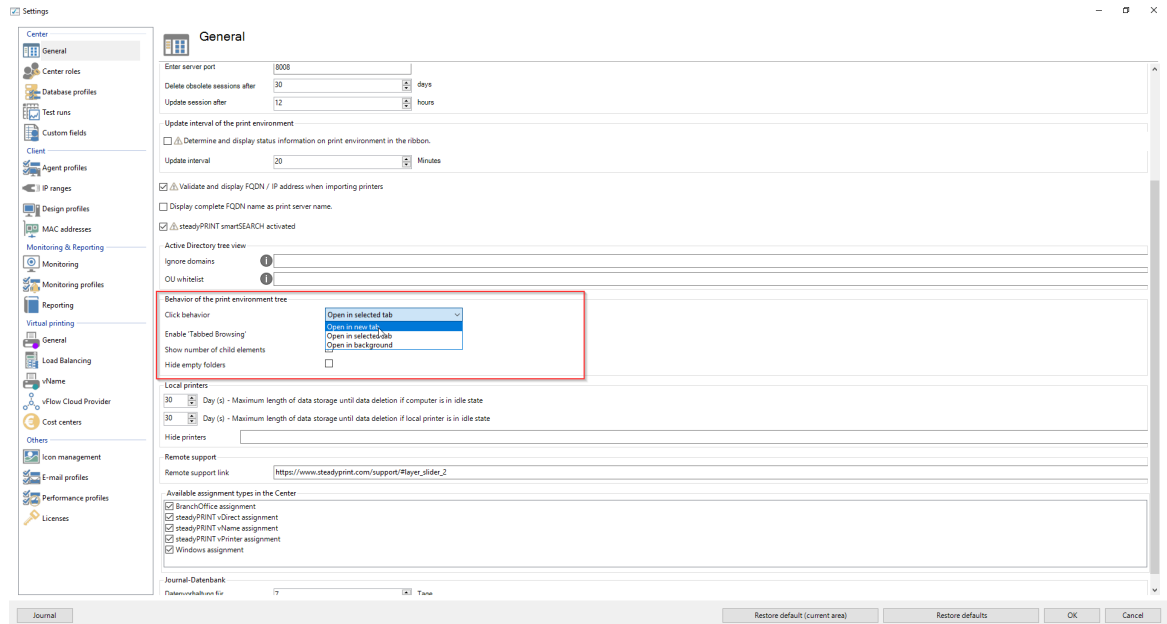 Settings
Center
General
Center roles
Database profiles
Test runs
Custom fields
Client
Agent profiles
IP ranges
Design profiles
MAC addresses
Monitoring & Reporting
Monitoring
Monitoring profiles
Reporting
Virtual printing
General
Load Balancing
vName
vFlow Cloud Provider
Cost centers
Others
Icon management
E-mail profiles
Performance profiles
Licenses
General
Enter server port 8008
Delete obsolete sessions after 30 days
Update session after 12 hours
Update interval of the print environment
Determine and display status information on print environment in the ribbon.
Update interval 20 Minutes
Validate and display FQDN / IP address when importing printers
Display complete FQDN name as print server name.
steadyPRINT smartSEARCH activated
Active Directory tree view
Ignore domains
OU whitelist
Behavior of the print environment tree
Click behavior Open in selected tab
Open in new tab
Enable 'Tabbed Browsing' Open in selected tab
Open in background
Show number of child elements
Hide empty folders
Local printers
30 Day (s) - Maximum length of data storage until data deletion if computer is in idle state
30 Day (s) - Maximum length of data storage until data deletion if local printer is in idle state
Hide printers
Remote support
Remote support link https://www.steadyprint.com/support/#layer_slider_2
Available assignment types in the Center
BranchOffice assignment
steadyPRINT vDirect assignment
steadyPRINT vName assignment
steadyPRINT vPrinter assignment
Windows assignment
Journal-Datenbank
Datenvorhaltung für 7 Tage
Journal Restore default (current area) Restore defaults OK Cancel